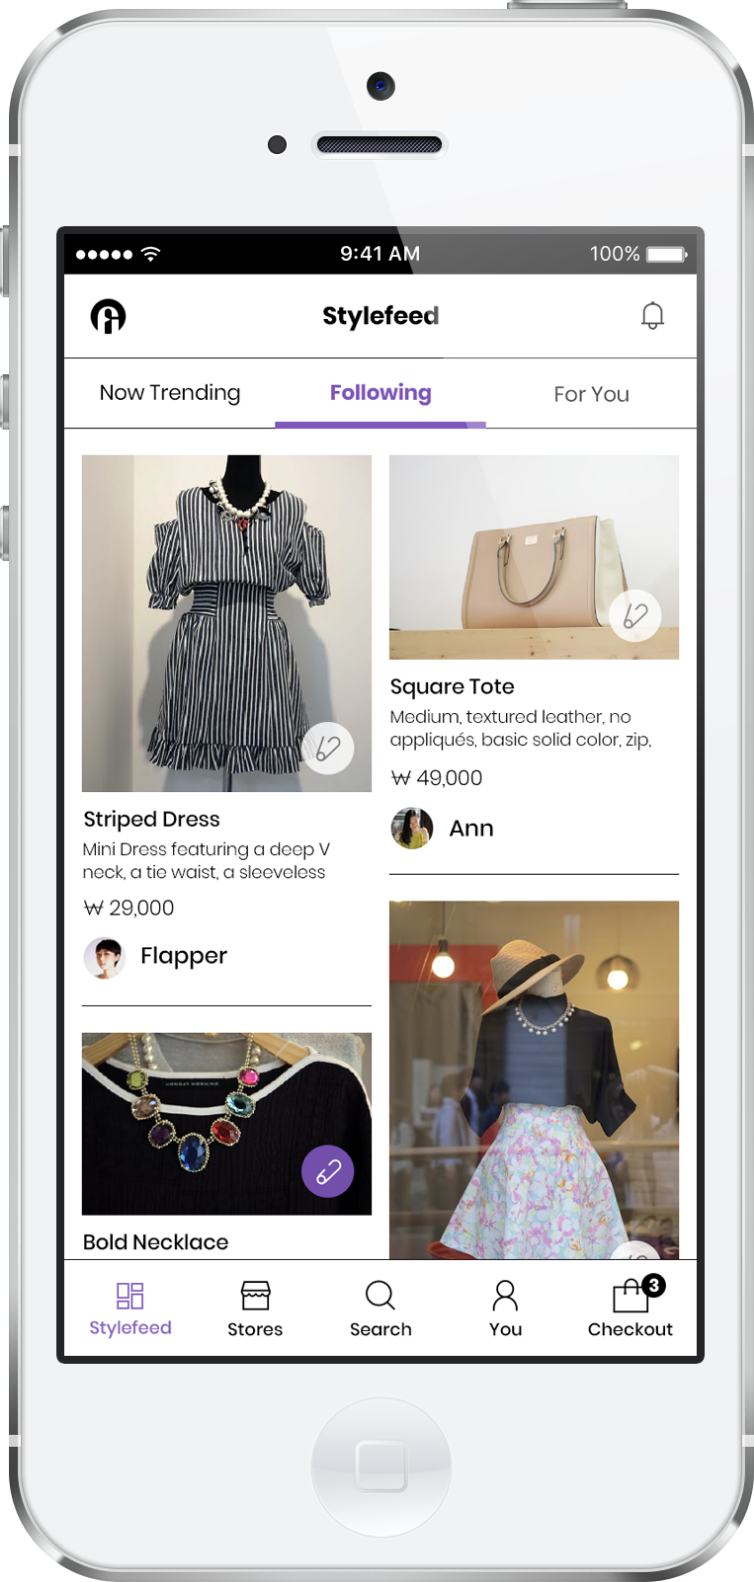 9:41 AM
100%
Stylefeed
Now Trending
Following
For You
Striped Dress
Mini Dress featuring a deep V
neck, a tie waist, a sleeveless
₩ 29,000
Flapper
Bold Necklace
Square Tote
Medium, textured leather, no
appliqués, basic solid color, zip,
₩ 49,000
Ann
Stylefeed
Stores
Search
You
3
Checkout